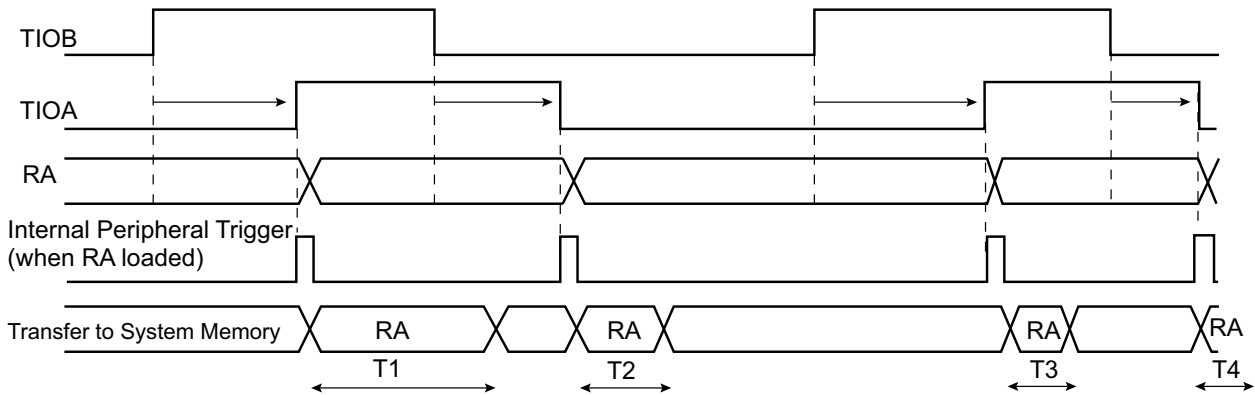 TIOB
TIOA
RA
Internal Peripheral Trigger
(when RA loaded)
Transfer to System Memory
RA
RA
RA
RA
T1
T2
T3
T4